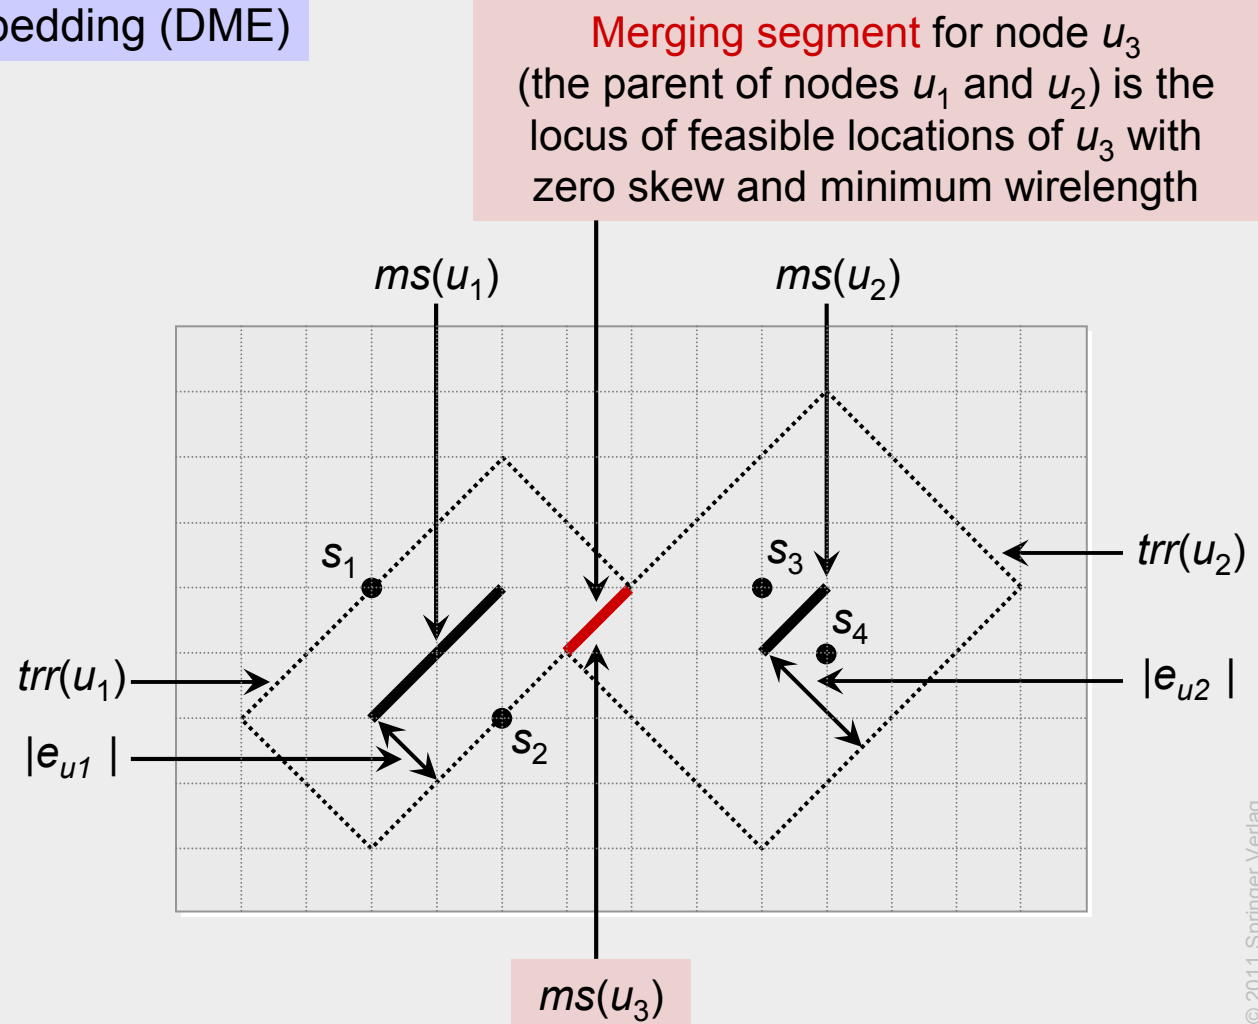 bedding (DME)
Merging segment for node u₃
(the parent of nodes u₁ and u₂) is the
locus of feasible locations of u₃ with
zero skew and minimum wirelength
ms(u₁)
ms(u₂)
s₁
s₃
trr(u₂)
s₄
trr(u₁)
|eᵤ₂ |
s₂
|eᵤ₁ |
ms(u₃)
© 2011 Springer Verlag